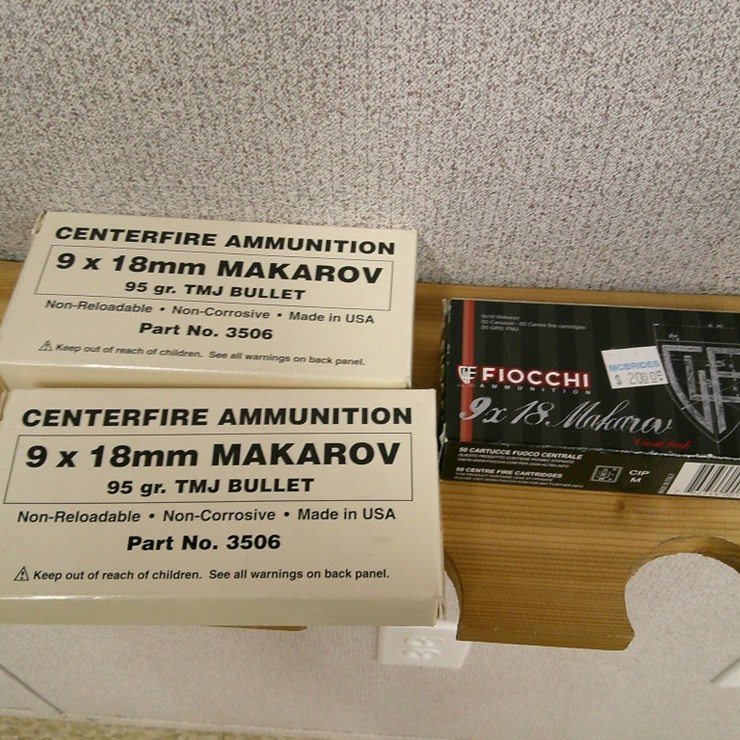 CENTERFIRE AMMUNITION
9 x 18mm MAKAROV
95 gr. TMJ BULLET
Non-Reloadable • Non-Corrosive • Made in USA
Part No. 3506
⚠ Keep out of reach of children. See all warnings on back panel.
CENTERFIRE AMMUNITION
9 x 18mm MAKAROV
95 gr. TMJ BULLET
Non-Reloadable • Non-Corrosive • Made in USA
Part No. 3506
⚠ Keep out of reach of children. See all warnings on back panel.
9x18 Makarov
FIOCCHI
AMMUNITION
MCBRIDES
9x18 Makarov
50 CARTUCCE FUOCO CENTRALE
50 CENTRE FIRE CARTRIDGES
CIP
M